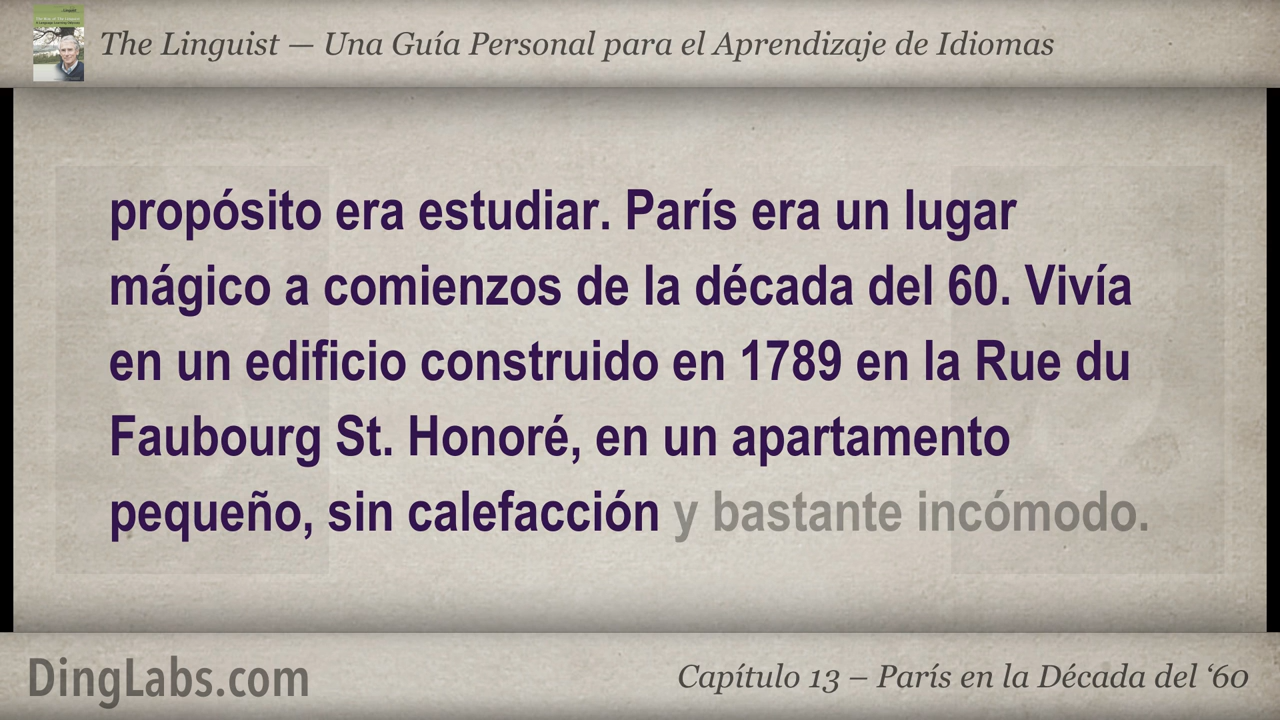 The Linguist — Una Guía Personal para el Aprendizaje de Idiomas
propósito era estudiar. París era un lugar
mágico a comienzos de la década del 60. Vivía
en un edificio construido en 1789 en la Rue du
Faubourg St. Honoré, en un apartamento
pequeño, sin calefacción y bastante incómodo.
DingLabs.com
Capítulo 13 – París en la Década del ‘60